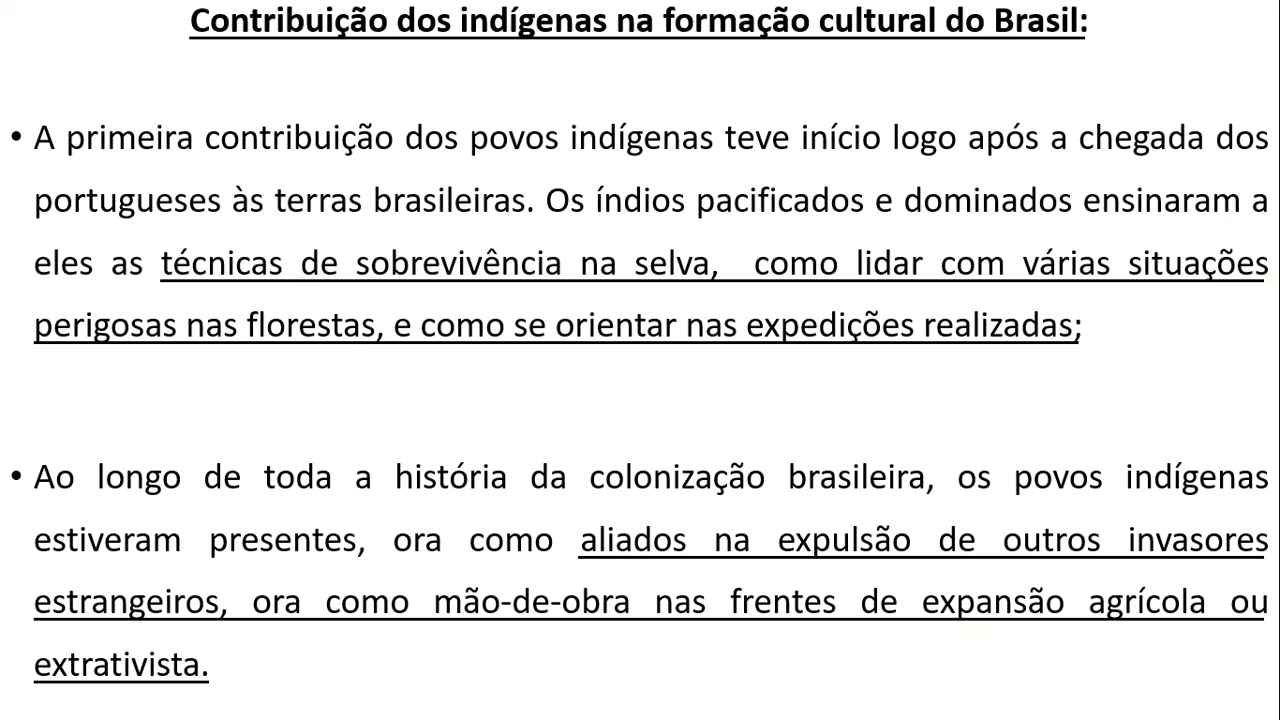 Contribuição dos indígenas na formação cultural do Brasil:
• A primeira contribuição dos povos indígenas teve início logo após a chegada dos
portugueses às terras brasileiras. Os índios pacificados e dominados ensinaram a
eles as técnicas de sobrevivência na selva, como lidar com várias situações
perigosas nas florestas, e como se orientar nas expedições realizadas;
• Ao longo de toda a história da colonização brasileira, os povos indígenas
estiveram presentes, ora como aliados na expulsão de outros invasores
estrangeiros, ora como mão-de-obra nas frentes de expansão agrícola ou
extrativista.